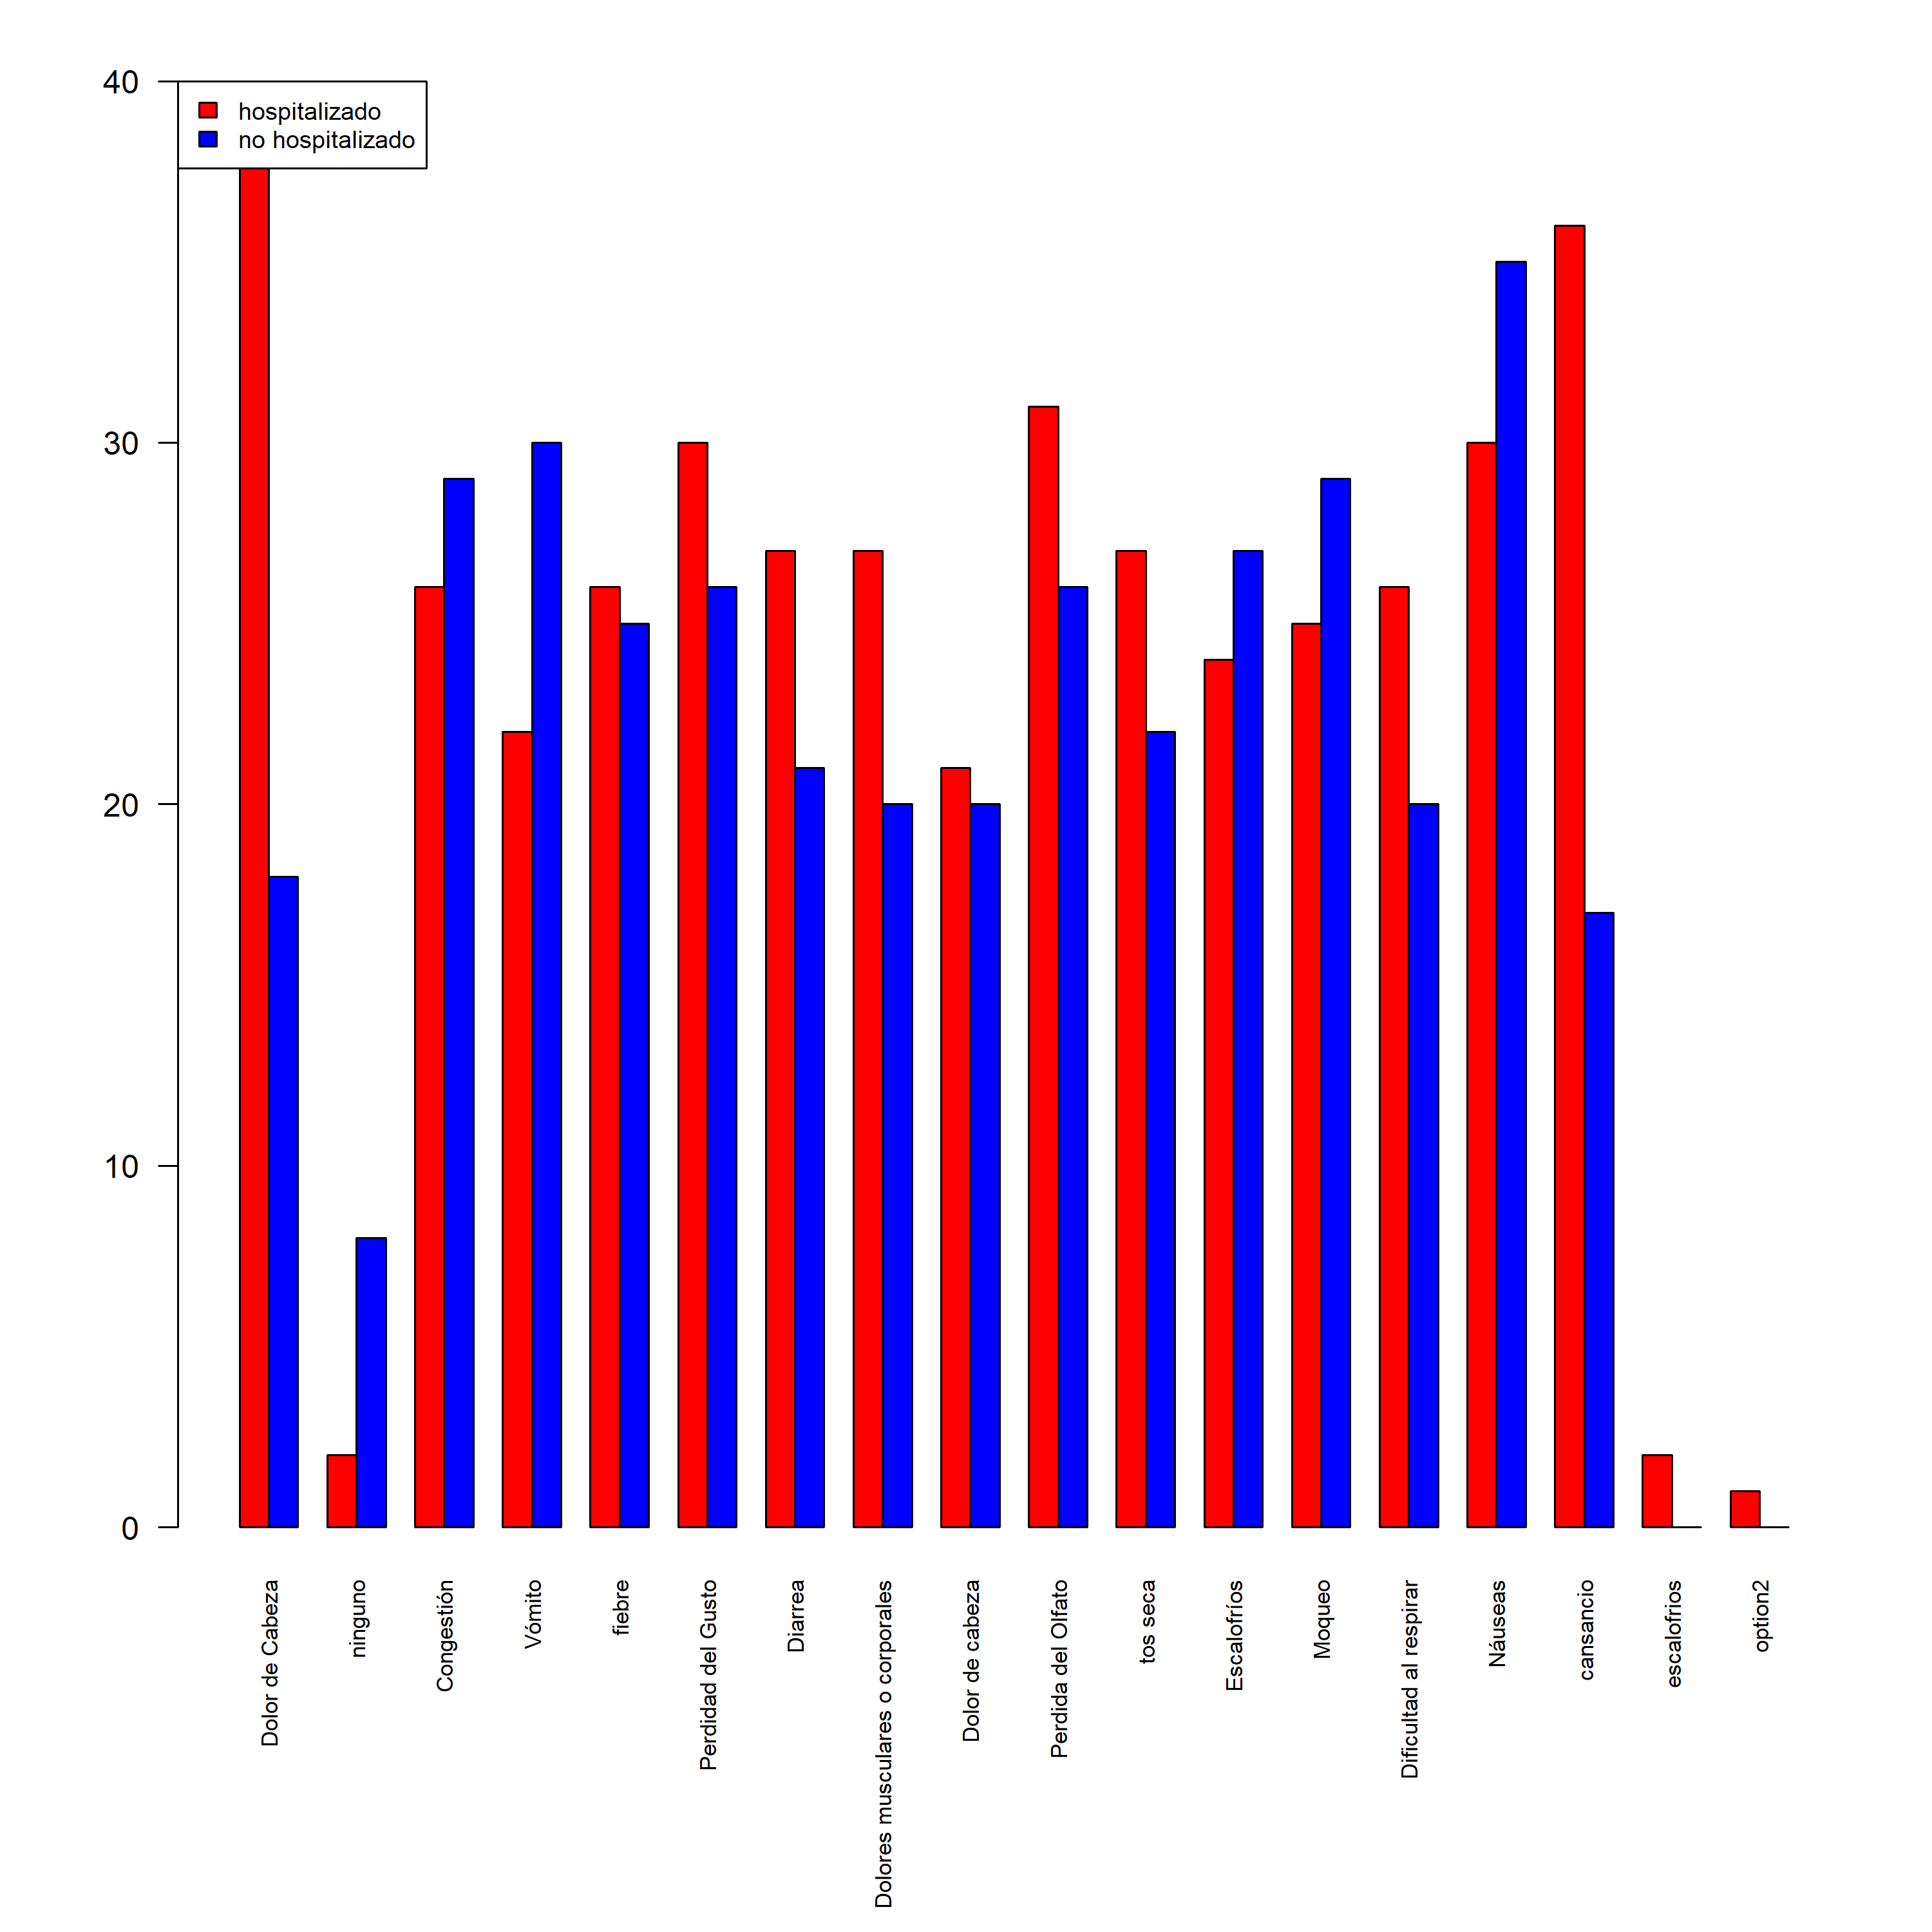 40
30
20
10
0
hospitalizado
no hospitalizado
Dolor de Cabeza
ninguno
Congestión
Vómito
fiebre
Perdidad del Gusto
Diarrea
Dolores musculares o corporales
Dolor de cabeza
Perdida del Olfato
tos seca
Escalofríos
Moqueo
Dificultad al respirar
Náuseas
cansancio
escalofrios
option2